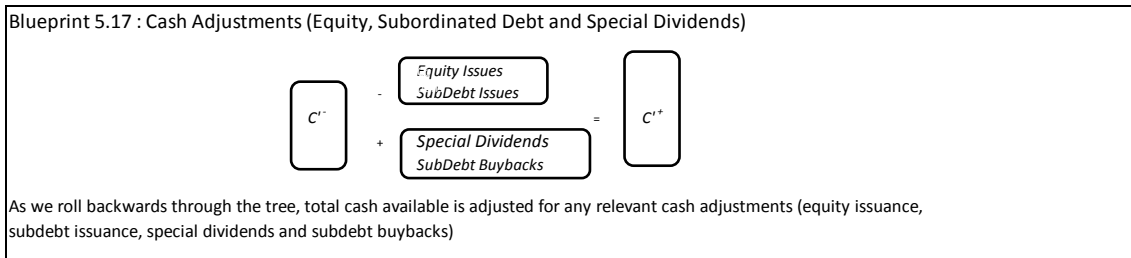 Blueprint 5.17 : Cash Adjustments (Equity, Subordinated Debt and Special Dividends)
Equity Issues
- SubDebt Issues
C'⁻ = C'⁺
+ Special Dividends
SubDebt Buybacks
As we roll backwards through the tree, total cash available is adjusted for any relevant cash adjustments (equity issuance,
subdebt issuance, special dividends and subdebt buybacks)